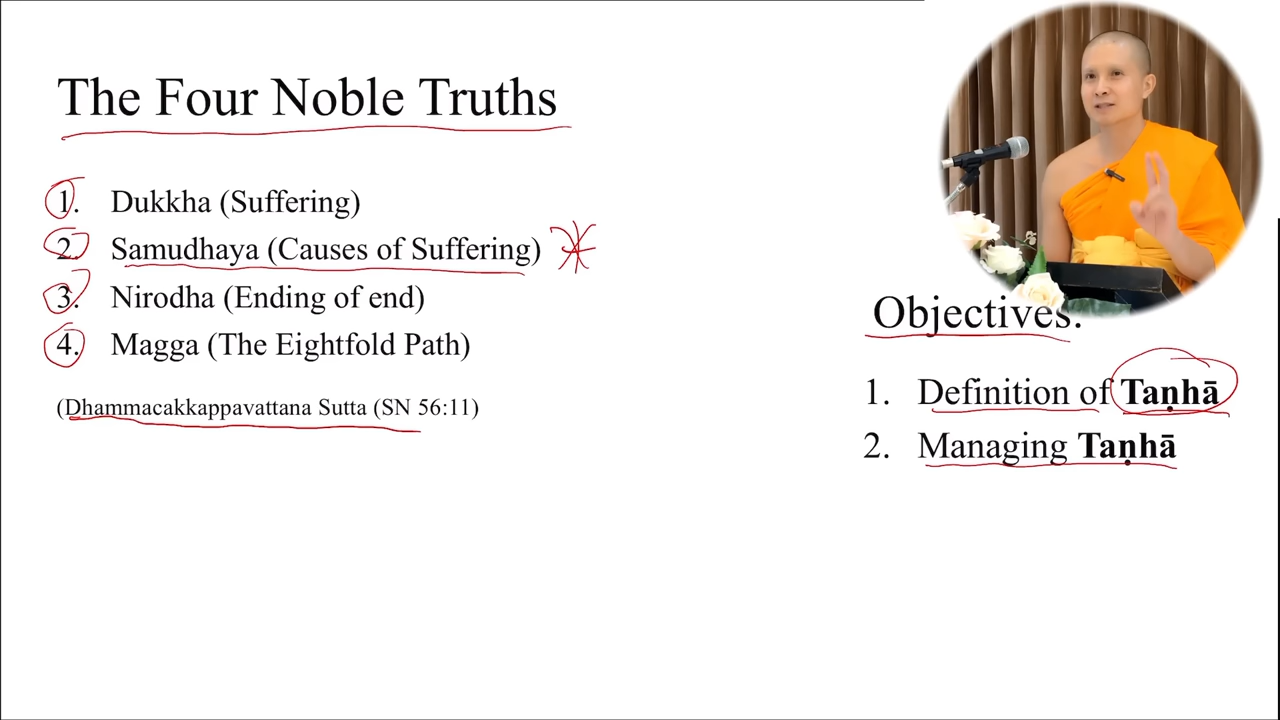 The Four Noble Truths
1. Dukkha (Suffering)
2. Samudhaya (Causes of Suffering)
3. Nirodha (Ending of end)
4. Magga (The Eightfold Path)
(Dhammacakkappavattana Sutta (SN 56:11)
Objectives:
1. Definition of Taṇhā
2. Managing Taṇhā